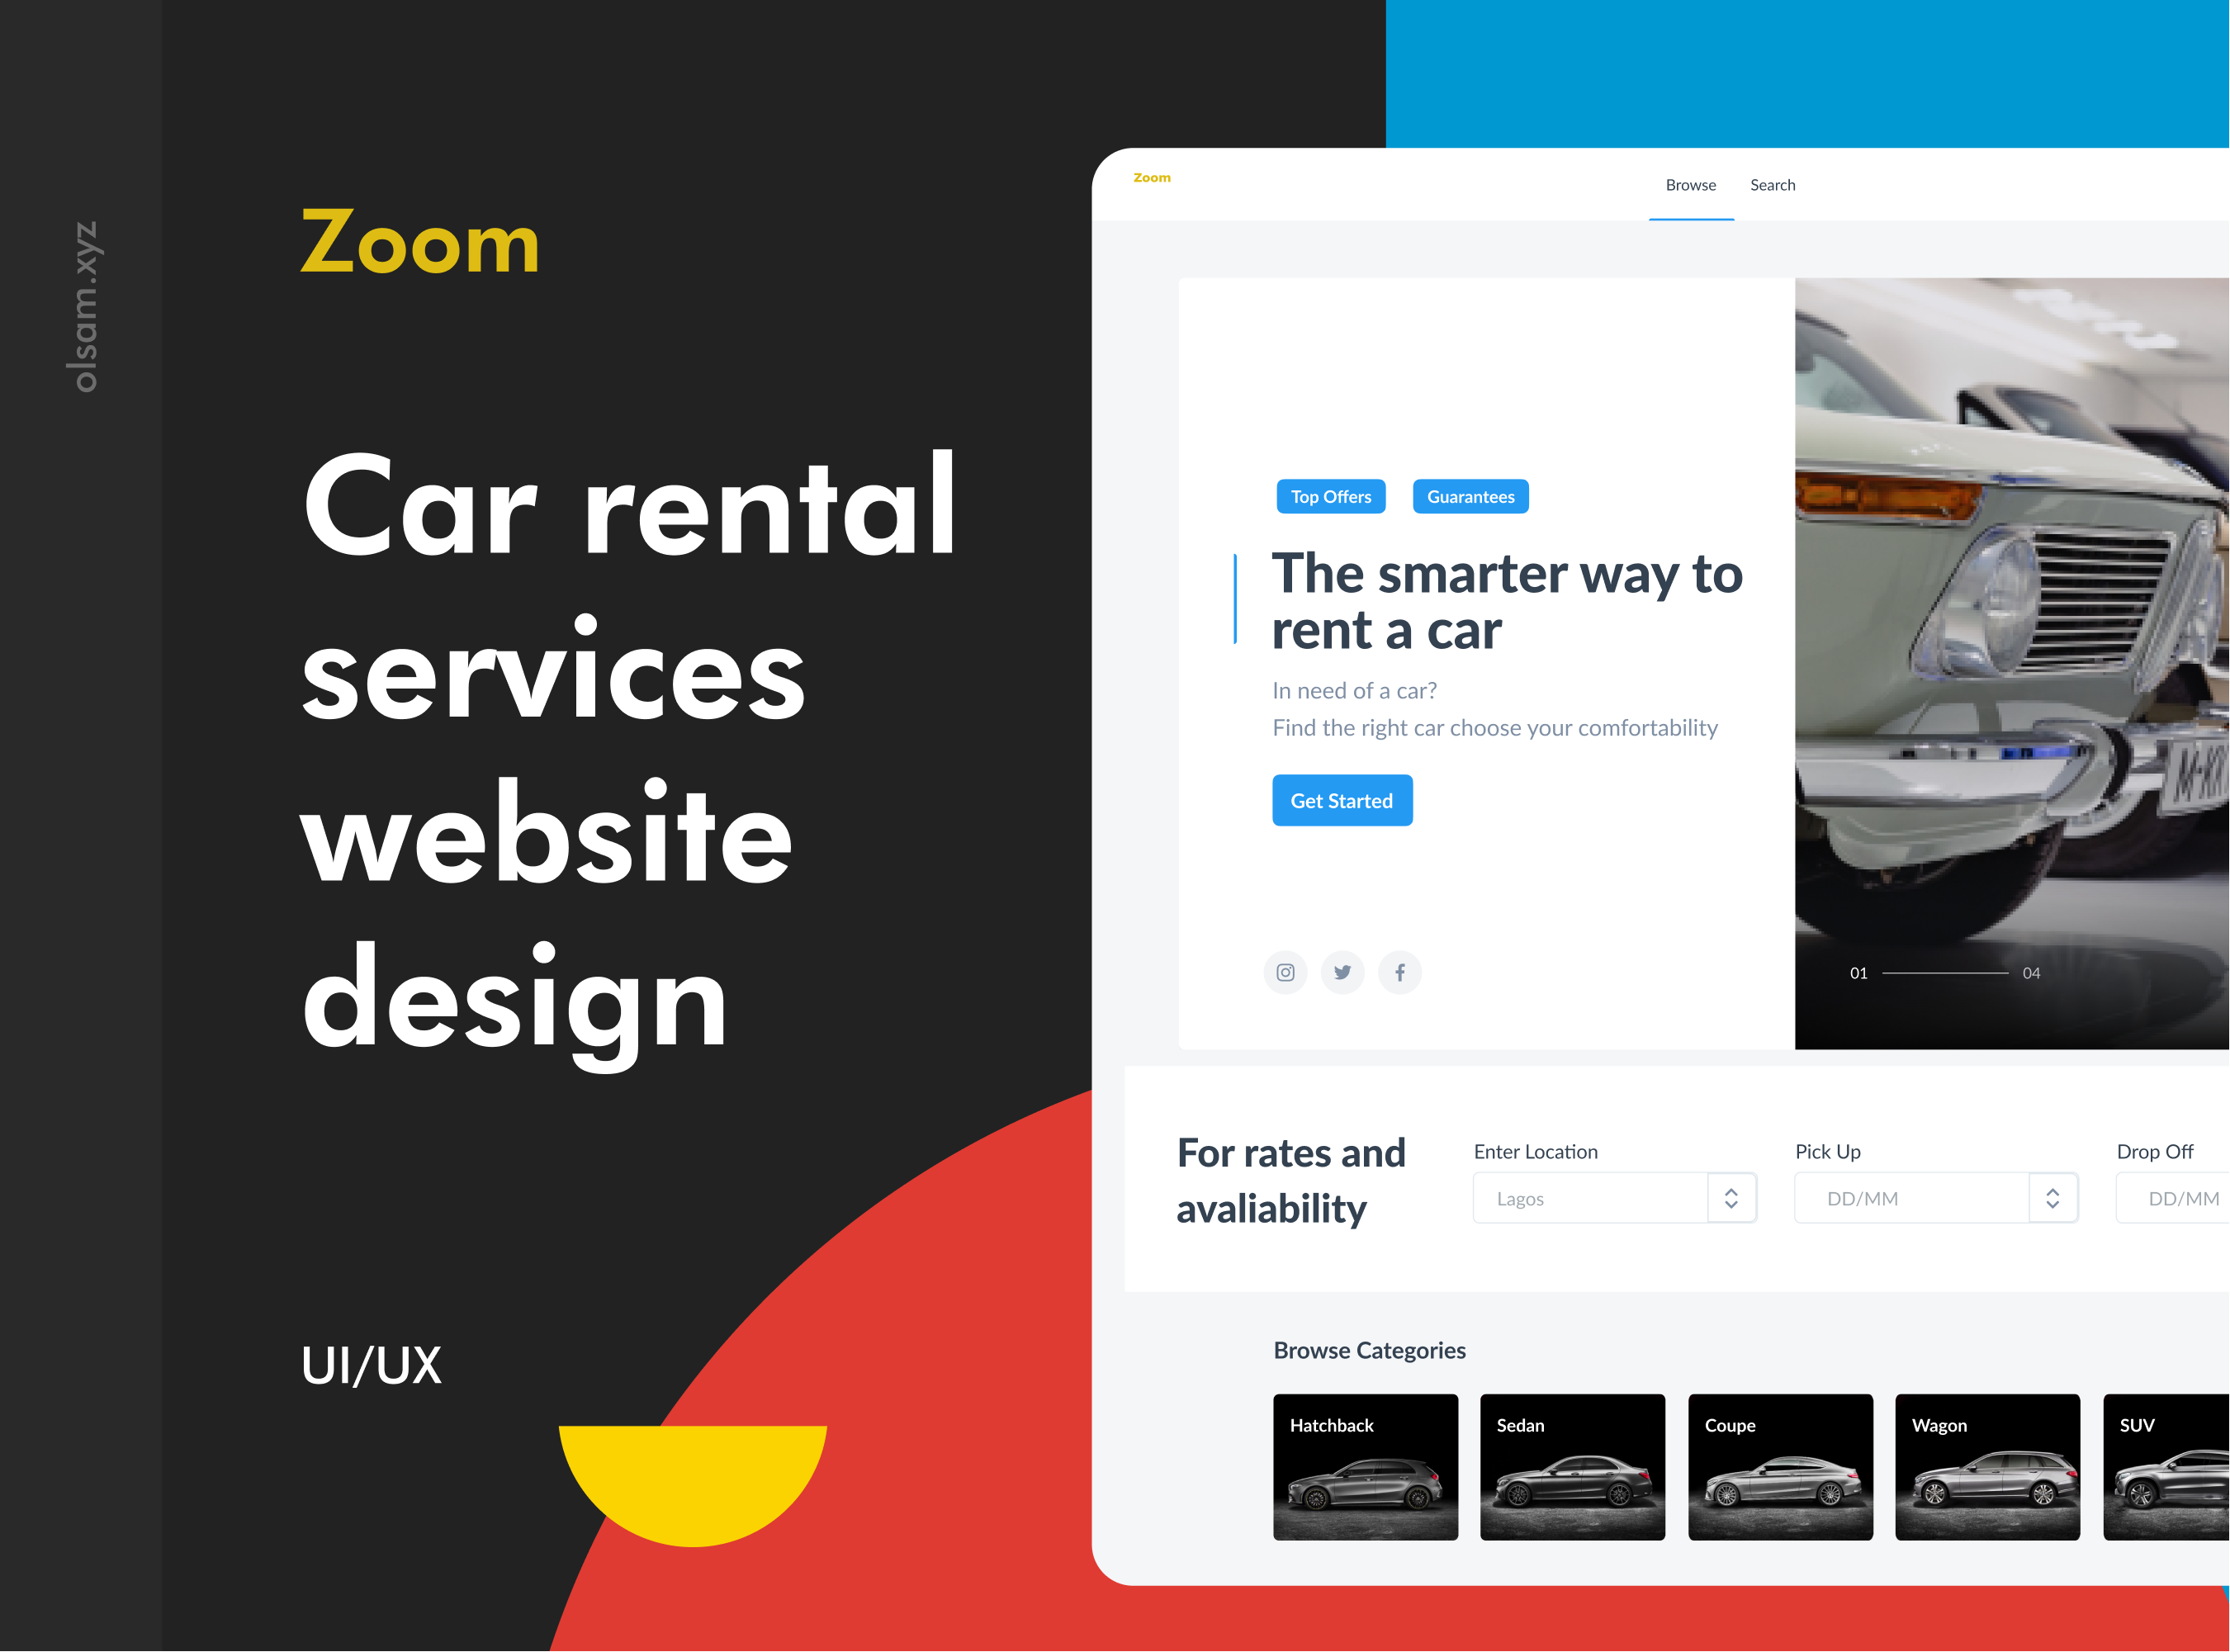 olsam.xyz
Zoom
Car rental
services
website
design
UI/UX
Zoom
Browse
Search
Top Offers
Guarantees
The smarter way to
rent a car
In need of a car?
Find the right car choose your comfortability
Get Started
01
04
For rates and
avaliability
Enter Location
Lagos
Pick Up
DD/MM
Drop Off
DD/MM
Browse Categories
Hatchback
Sedan
Coupe
Wagon
SUV